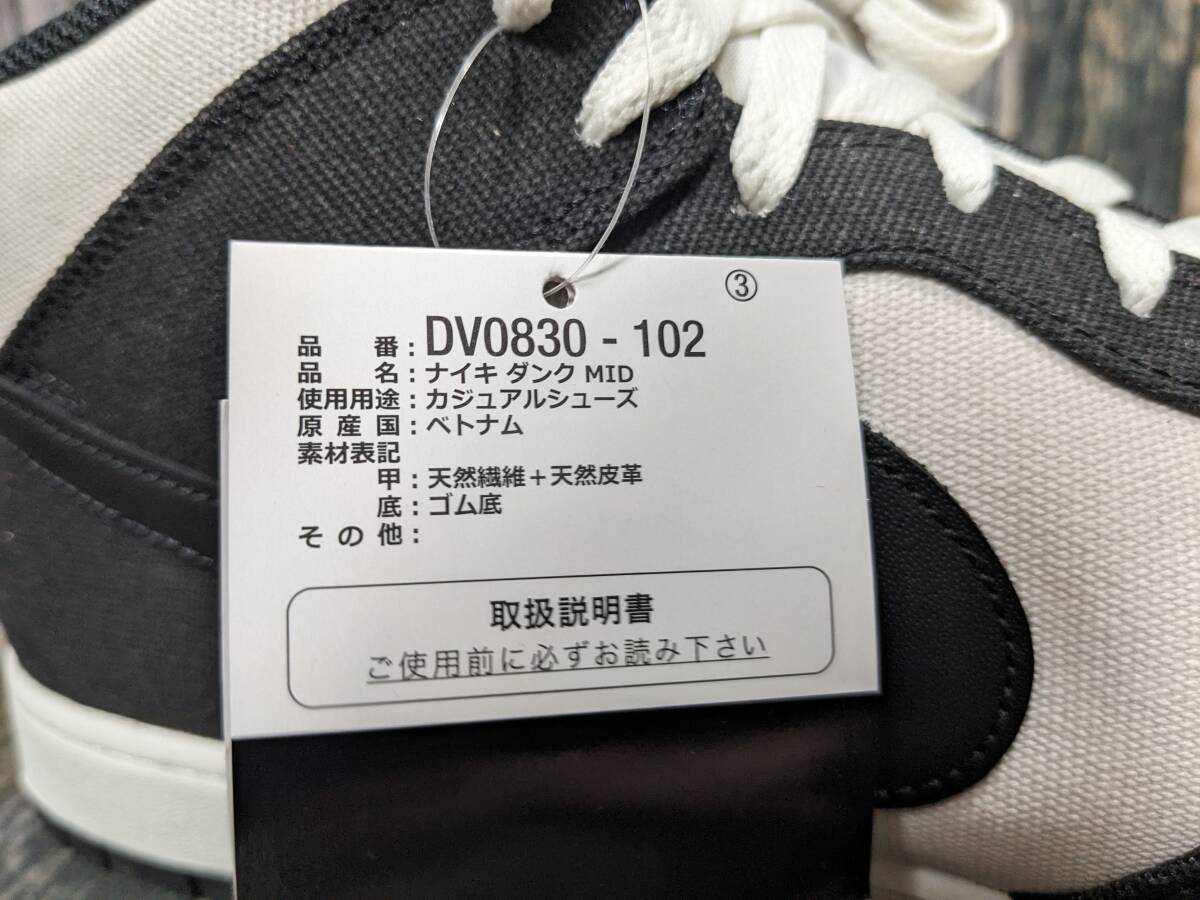 ③
品番：DV0830 - 102
品名：ナイキ ダンク MID
使用用途：カジュアルシューズ
原産国：ベトナム
素材表記
甲：天然繊維＋天然皮革
底：ゴム底
その他：
取扱説明書
ご使用前に必ずお読み下さい